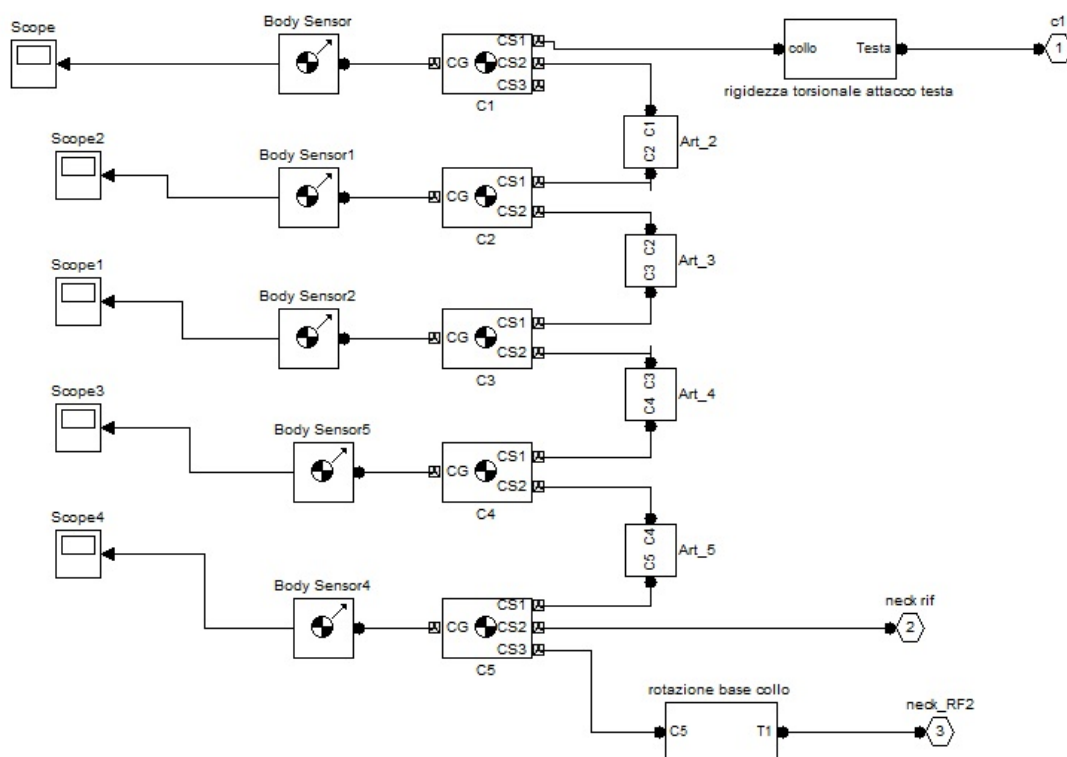 Scope
Body Sensor
CG
CS1
CS2
CS3
C1
collo
Testa
rigidezza torsionale attacco testa
c1
1
C1
C2
Art_2
Scope2
Body Sensor1
CG
CS1
CS2
C2
C2
C3
Art_3
Scope1
Body Sensor2
CG
CS1
CS2
C3
C3
C4
Art_4
Scope3
Body Sensor5
CG
CS1
CS2
C4
C4
C5
Art_5
Scope4
Body Sensor4
CG
CS1
CS2
CS3
C5
neck rif
2
rotazione base collo
C5
T1
neck_RF2
3